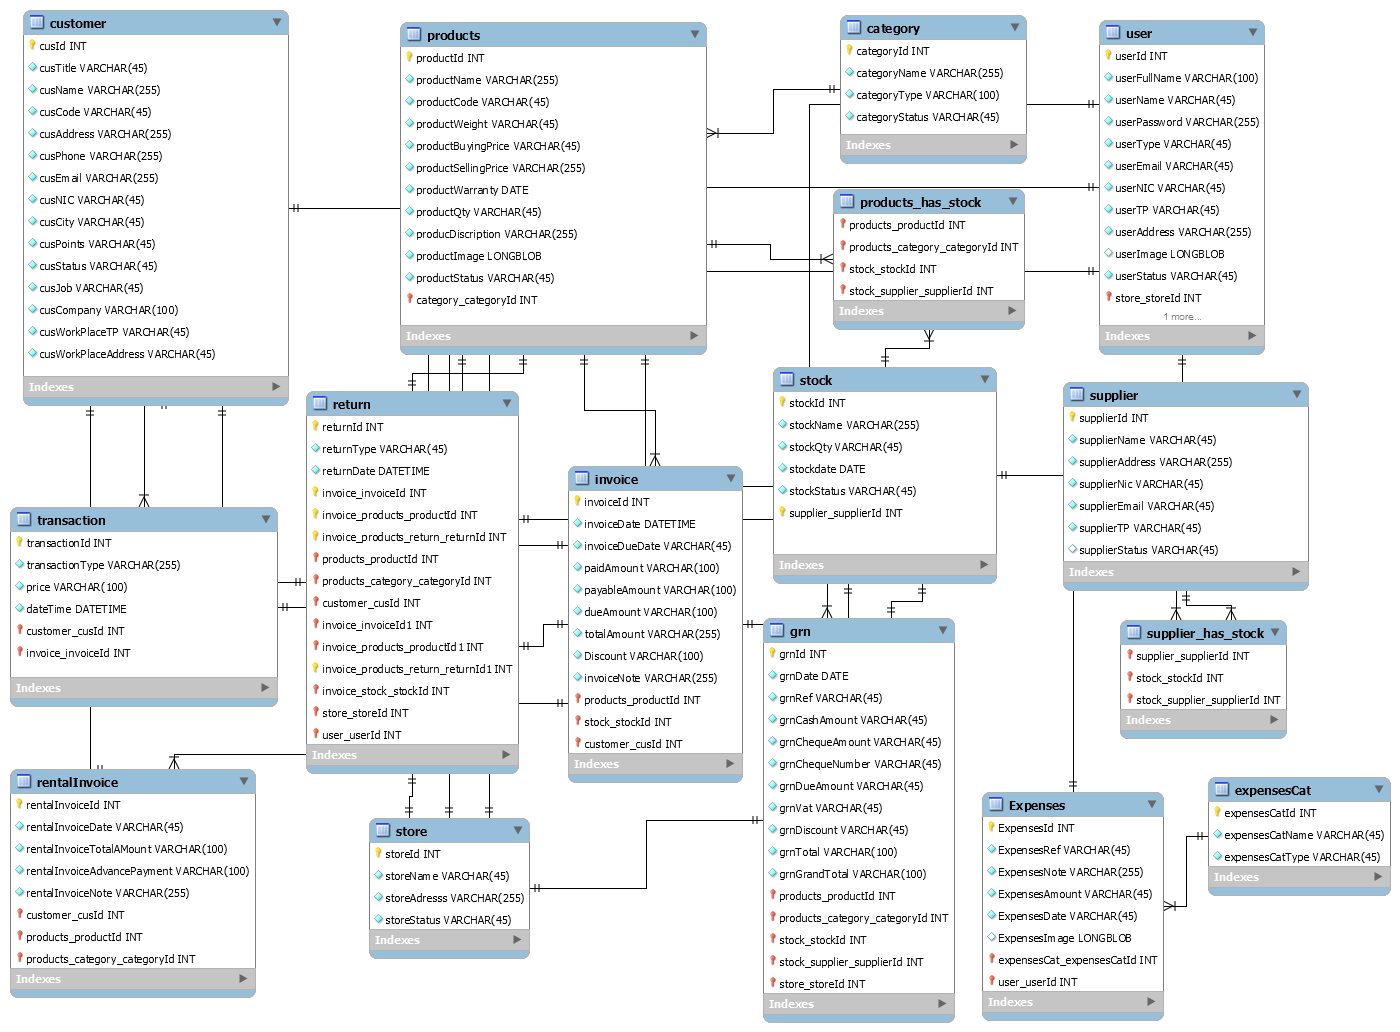 customer
cusId INT
cusTitle VARCHAR(45)
cusName VARCHAR(255)
cusCode VARCHAR(45)
cusAddress VARCHAR(255)
cusPhone VARCHAR(255)
cusEmail VARCHAR(255)
cusNIC VARCHAR(45)
cusCity VARCHAR(45)
cusPoints VARCHAR(45)
cusStatus VARCHAR(45)
cusJob VARCHAR(45)
cusCompany VARCHAR(100)
cusWorkPlaceTP VARCHAR(45)
cusWorkPlaceAddress VARCHAR(45)
Indexes
products
productId INT
productName VARCHAR(255)
productCode VARCHAR(45)
productWeight VARCHAR(45)
productBuyingPrice VARCHAR(45)
productSellingPrice VARCHAR(255)
productWarranty DATE
productQty VARCHAR(45)
producDiscription VARCHAR(255)
productImage LONGBLOB
productStatus VARCHAR(45)
category_categoryId INT
Indexes
category
categoryId INT
categoryName VARCHAR(255)
categoryType VARCHAR(100)
categoryStatus VARCHAR(45)
Indexes
user
userId INT
userFullName VARCHAR(100)
userName VARCHAR(45)
userPassword VARCHAR(255)
userType VARCHAR(45)
userEmail VARCHAR(45)
userNIC VARCHAR(45)
userTP VARCHAR(45)
userAddress VARCHAR(255)
userImage LONGBLOB
userStatus VARCHAR(45)
store_storeId INT
1 more...
Indexes
products_has_stock
products_productId INT
products_category_categoryId INT
stock_stockId INT
stock_supplier_supplierId INT
Indexes
return
returnId INT
returnType VARCHAR(45)
returnDate DATETIME
invoice_invoiceId INT
invoice_products_productId INT
invoice_products_return_returnId INT
products_productId INT
products_category_categoryId INT
customer_cusId INT
invoice_invoiceId1 INT
invoice_products_productId1 INT
invoice_products_return_returnId1 INT
invoice_stock_stockId INT
store_storeId INT
user_userId INT
Indexes
stock
stockId INT
stockName VARCHAR(255)
stockQty VARCHAR(45)
stockdate DATE
stockStatus VARCHAR(45)
supplier_supplierId INT
Indexes
supplier
supplierId INT
supplierName VARCHAR(45)
supplierAddress VARCHAR(255)
supplierNic VARCHAR(45)
supplierEmail VARCHAR(45)
supplierTP VARCHAR(45)
supplierStatus VARCHAR(45)
Indexes
invoice
invoiceId INT
invoiceDate DATETIME
invoiceDueDate VARCHAR(45)
paidAmount VARCHAR(100)
payableAmount VARCHAR(100)
dueAmount VARCHAR(100)
totalAmount VARCHAR(255)
Discount VARCHAR(100)
invoiceNote VARCHAR(255)
products_productId INT
stock_stockId INT
customer_cusId INT
Indexes
transaction
transactionId INT
transactionType VARCHAR(255)
price VARCHAR(100)
dateTime DATETIME
customer_cusId INT
invoice_invoiceId INT
Indexes
grn
grnId INT
grnDate DATE
grnRef VARCHAR(45)
grnCashAmount VARCHAR(45)
grnChequeAmount VARCHAR(45)
grnChequeNumber VARCHAR(45)
grnDueAmount VARCHAR(45)
grnVat VARCHAR(45)
grnDiscount VARCHAR(45)
grnTotal VARCHAR(100)
grnGrandTotal VARCHAR(100)
products_productId INT
products_category_categoryId INT
stock_stockId INT
stock_supplier_supplierId INT
store_storeId INT
Indexes
supplier_has_stock
supplier_supplierId INT
stock_stockId INT
stock_supplier_supplierId INT
Indexes
rentalInvoice
rentalInvoiceId INT
rentalInvoiceDate VARCHAR(45)
rentalInvoiceTotalAMount VARCHAR(100)
rentalInvoiceAdvancePayment VARCHAR(100)
rentalInvoiceNote VARCHAR(255)
customer_cusId INT
products_productId INT
products_category_categoryId INT
Indexes
store
storeId INT
storeName VARCHAR(45)
storeAdresss VARCHAR(255)
storeStatus VARCHAR(45)
Indexes
Expenses
ExpensesId INT
ExpensesRef VARCHAR(45)
ExpensesNote VARCHAR(255)
ExpensesAmount VARCHAR(45)
ExpensesDate VARCHAR(45)
ExpensesImage LONGBLOB
expensesCat_expensesCatId INT
user_userId INT
Indexes
expensesCat
expensesCatId INT
expensesCatName VARCHAR(45)
expensesCatType VARCHAR(45)
Indexes